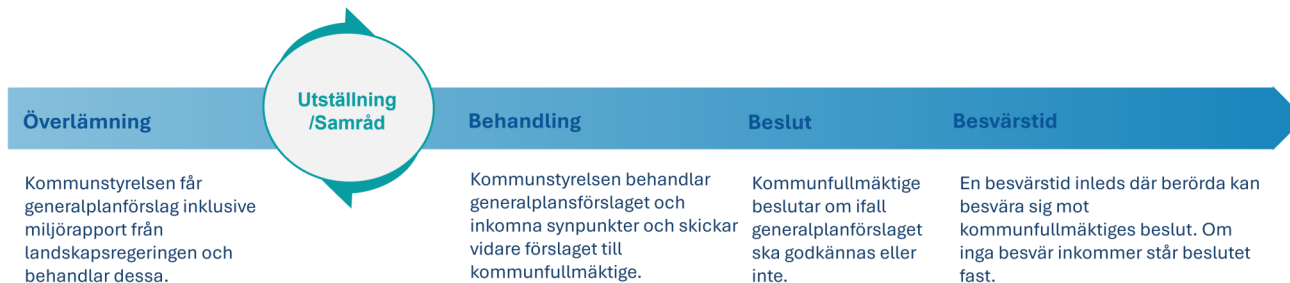 Överlämning
Kommunstyrelsen får
generalplanförslag inklusive
miljörapport från
landskapsregeringen och
behandlar dessa.
Utställning
/Samråd
Behandling
Kommunstyrelsen behandlar
generalplansförslaget och
inkomna synpunkter och skickar
vidare förslaget till
kommunfullmäktige.
Beslut
Kommunfullmäktige
beslutar om ifall
generalplanförslaget
ska godkännas eller
inte.
Besvärstid
En besvärstid inleds där berörda kan
besvära sig mot
kommunfullmäktiges beslut. Om
inga besvär inkommer står beslutet
fast.